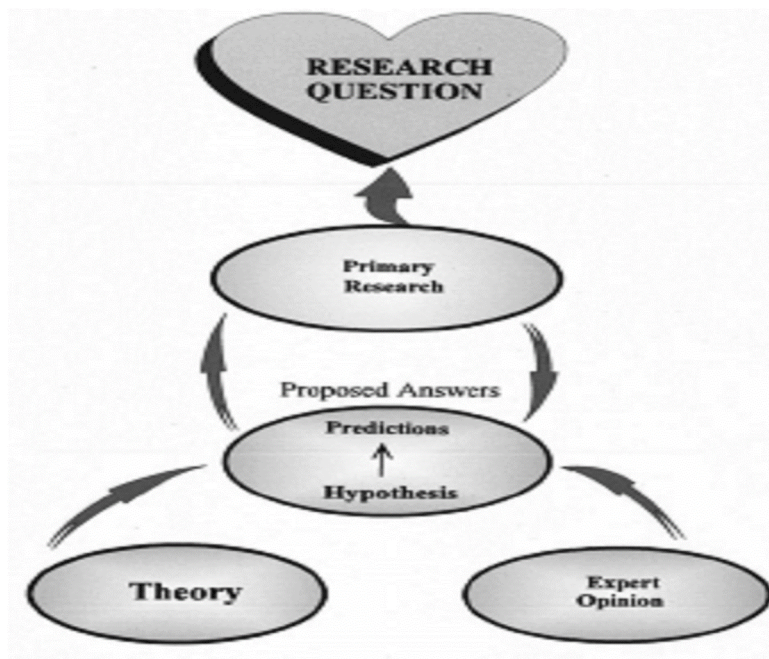 RESEARCH
QUESTION
Primary
Research
Proposed Answers
Predictions
Hypothesis
Theory
Expert
Opinion